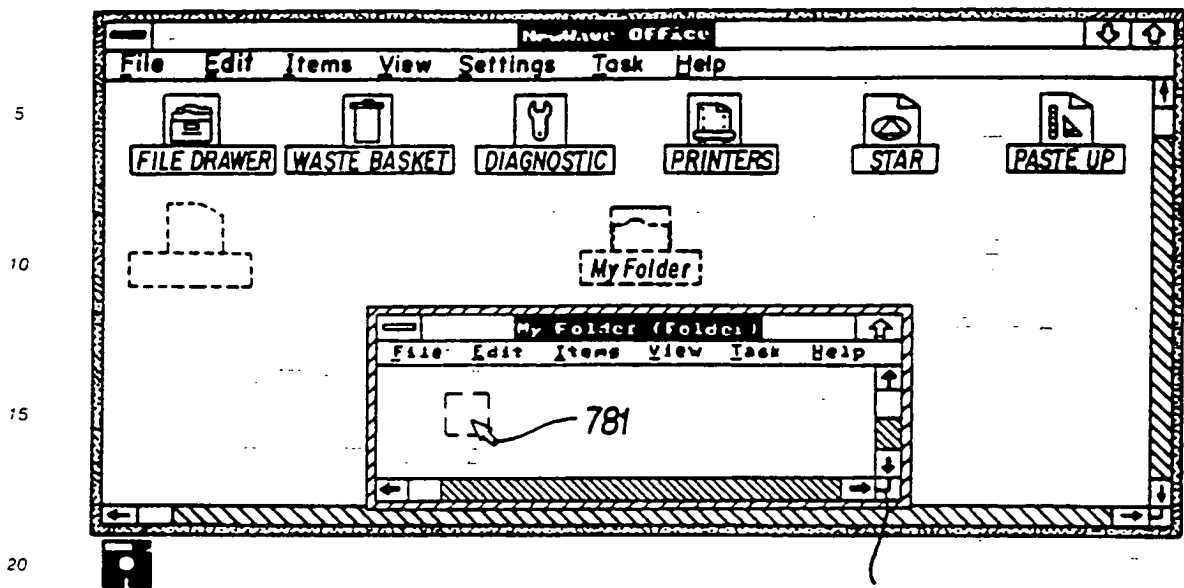 NewWave Office
File Edit Items View Settings Task Help
5
FILE DRAWER WASTE BASKET DIAGNOSTIC PRINTERS STAR PASTE UP
10
My Folder
My Folder (Folder)
File Edit Items View Task Help
15
781
20